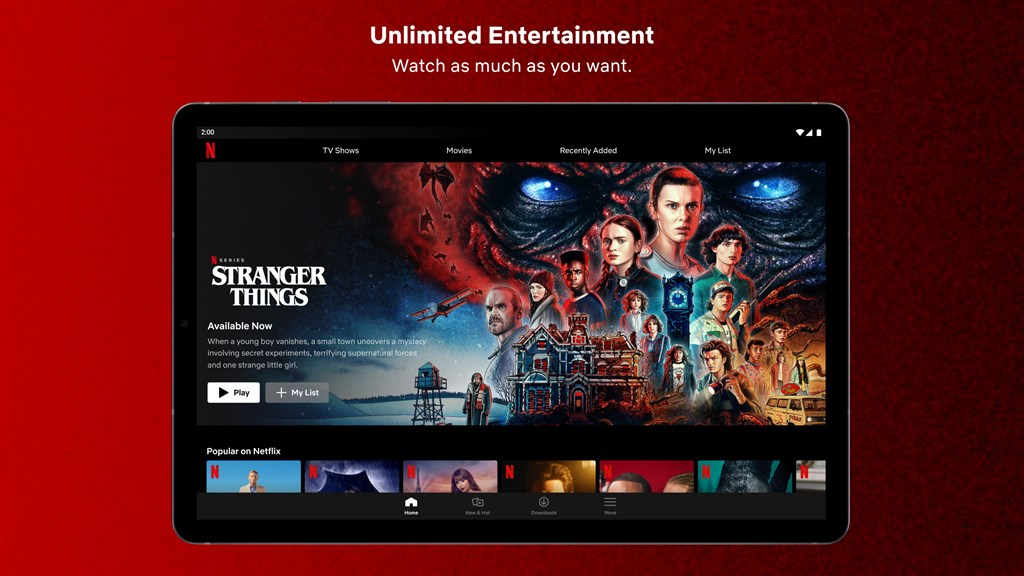 Unlimited Entertainment
Watch as much as you want.
2:00
N
TV Shows
Movies
Recently Added
My List
N SERIES
STRANGER
THINGS
Available Now
When a young boy vanishes, a small town uncovers a mystery
involving secret experiments, terrifying supernatural forces
and one strange little girl.
Play
My List
Popular on Netflix
N
N
N
N
N
N
N
Home
New & Hot
Downloads
More